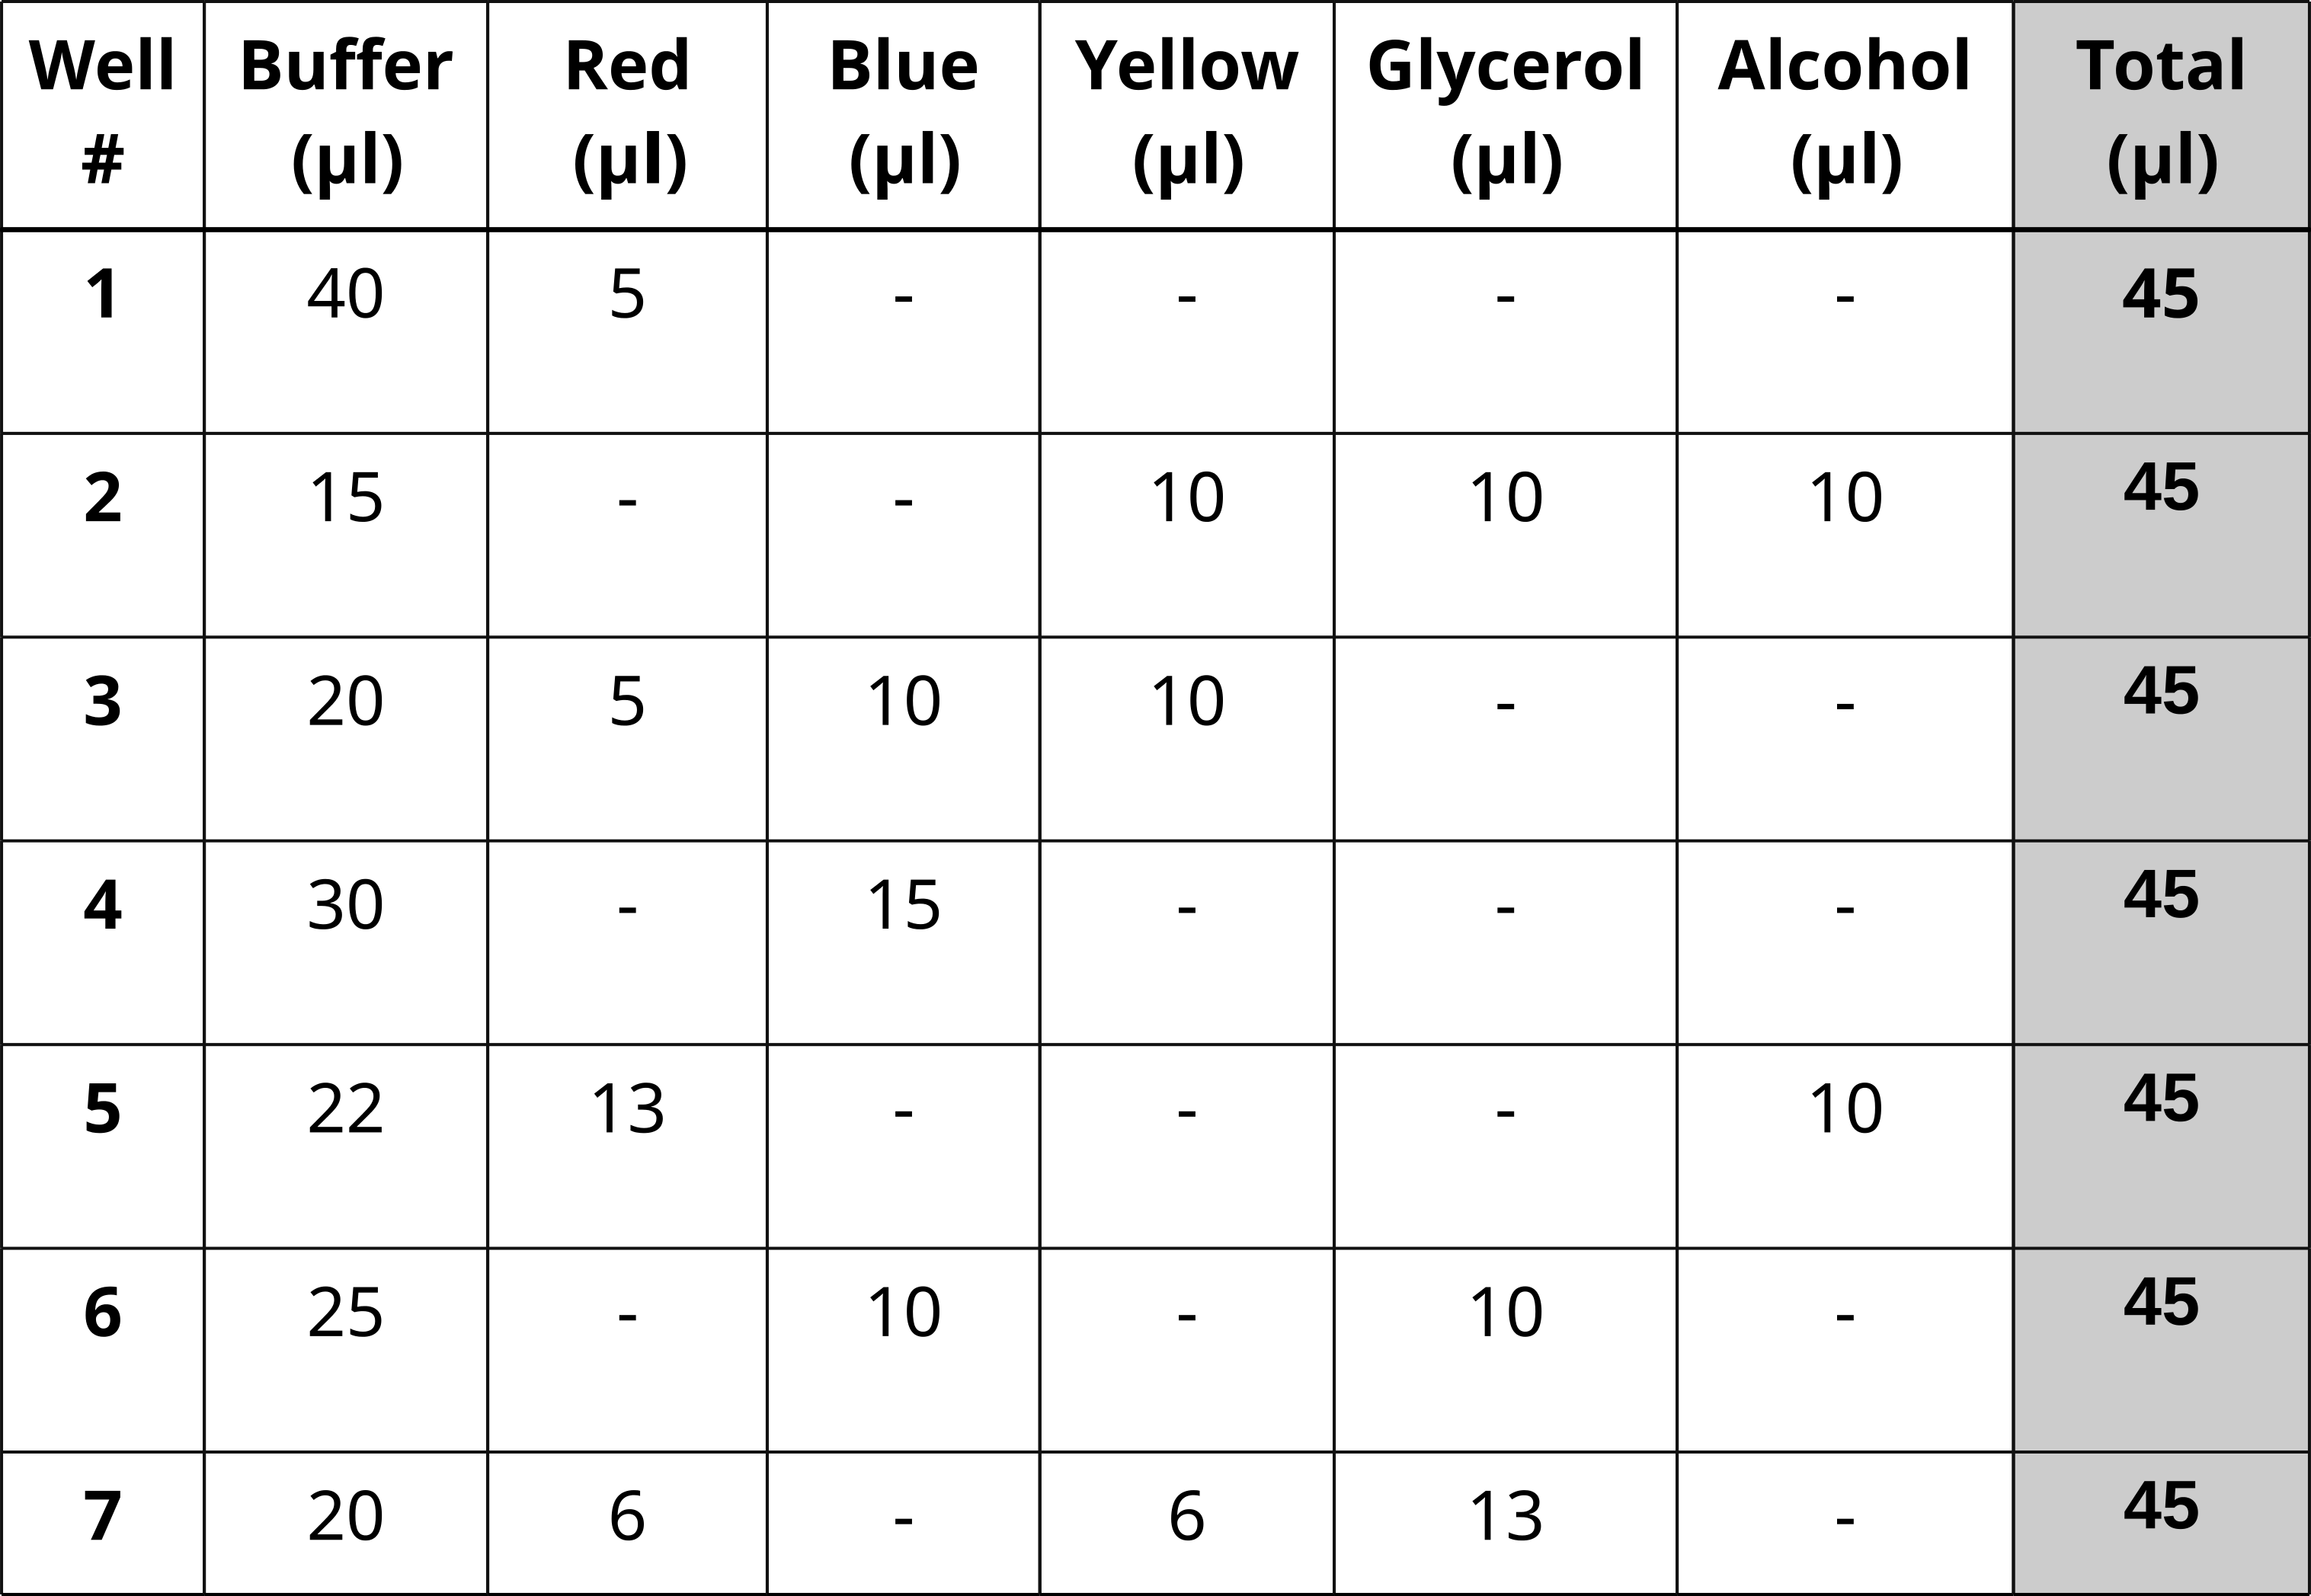 Well Buffer Red Blue Yellow Glycerol Alcohol Total
# (µl) (µl) (µl) (µl) (µl) (µl) (µl)
1 40 5 - - - - 45
2 15 - - 10 10 10 45
3 20 5 10 10 - - 45
4 30 - 15 - - - 45
5 22 13 - - - 10 45
6 25 - 10 - 10 - 45
7 20 6 - 6 13 - 45